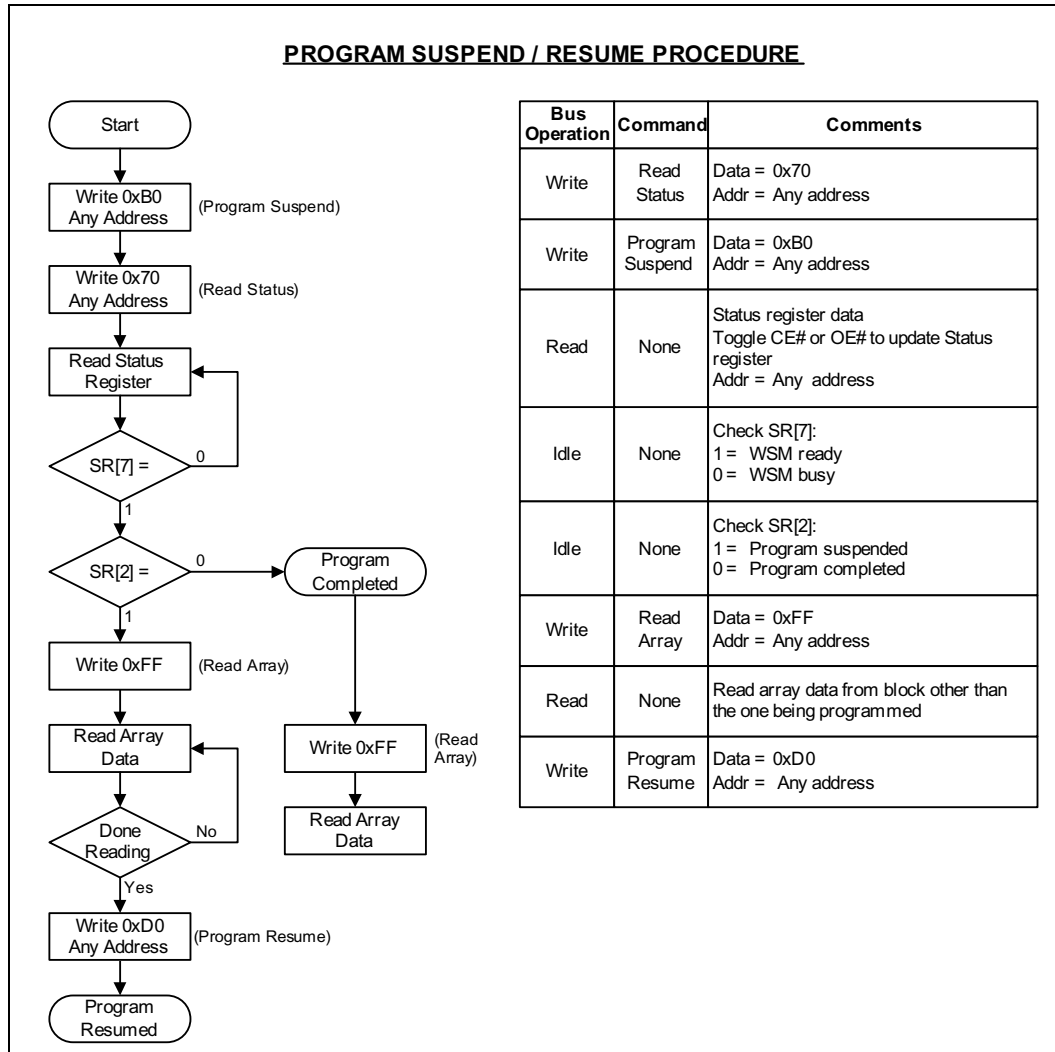 PROGRAM SUSPEND / RESUME PROCEDURE
Start
Write 0xB0
Any Address
(Program Suspend)
Write 0x70
Any Address
(Read Status)
Read Status
Register
SR[7] =
0
1
SR[2] =
0
1
Program
Completed
Write 0xFF
(Read Array)
Read Array
Data
Write 0xFF
(Read
Array)
Read Array
Data
Done
Reading
No
Yes
Write 0xD0
Any Address
(Program Resume)
Program
Resumed
Bus
Operation
Command
Comments
Write
Read
Status
Data = 0x70
Addr = Any address
Write
Program
Suspend
Data = 0xB0
Addr = Any address
Read
None
Status register data
Toggle CE# or OE# to update Status
register
Addr = Any address
Idle
None
Check SR[7]:
1 = WSM ready
0 = WSM busy
Idle
None
Check SR[2]:
1 = Program suspended
0 = Program completed
Write
Read
Array
Data = 0xFF
Addr = Any address
Read
None
Read array data from block other than
the one being programmed
Write
Program
Resume
Data = 0xD0
Addr = Any address